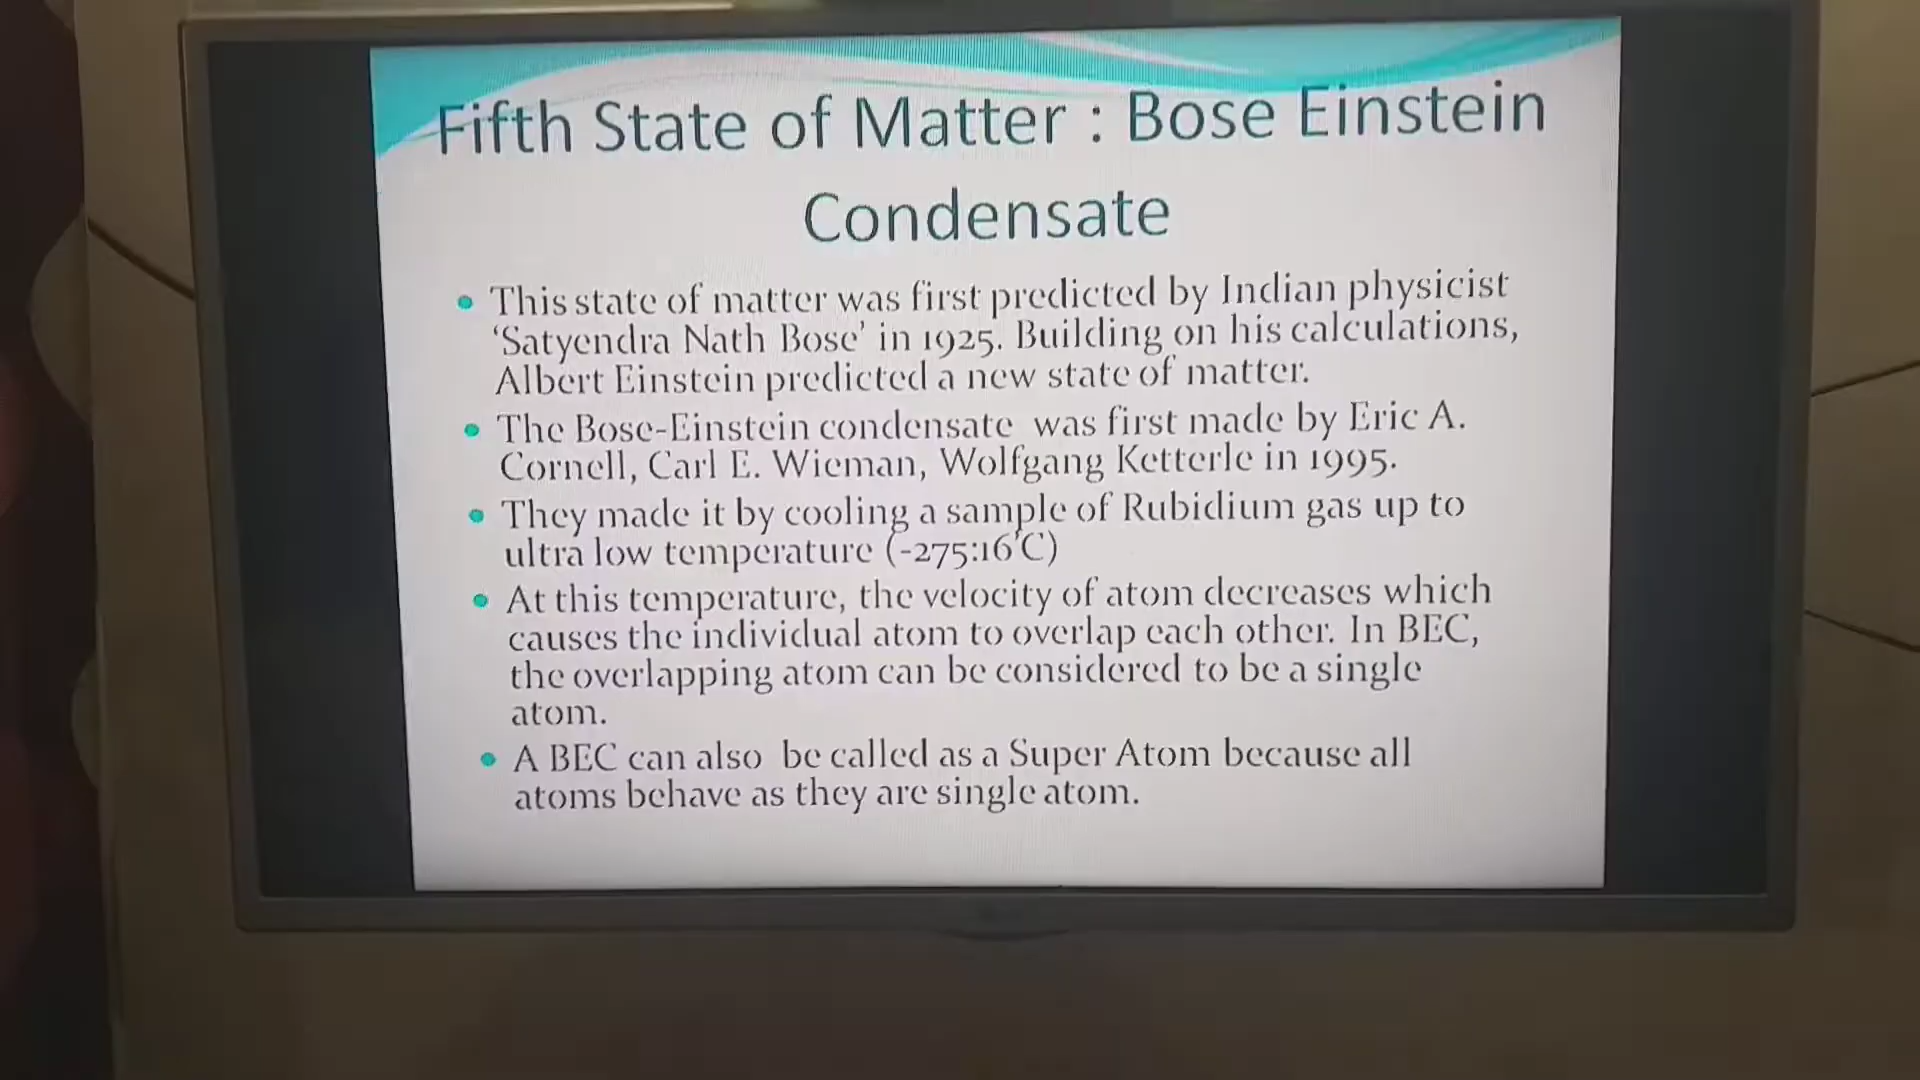 Fifth State of Matter : Bose Einstein
Condensate
• This state of matter was first predicted by Indian physicist
‘Satyendra Nath Bose’ in 1925. Building on his calculations,
Albert Einstein predicted a new state of matter.
• The Bose-Einstein condensate was first made by Eric A.
Cornell, Carl E. Wieman, Wolfgang Ketterle in 1995.
• They made it by cooling a sample of Rubidium gas up to
ultra low temperature (-275:16'C)
• At this temperature, the velocity of atom decreases which
causes the individual atom to overlap each other. In BEC,
the overlapping atom can be considered to be a single
atom.
• A BEC can also be called as a Super Atom because all
atoms behave as they are single atom.